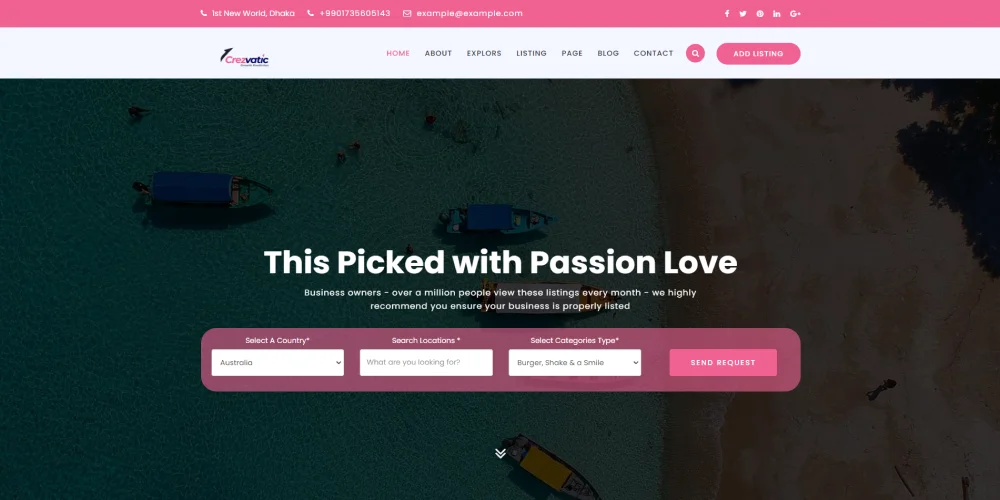 1st New World, Dhaka +9901735605143 example@example.com
Crezvatic
HOME ABOUT EXPLORS LISTING PAGE BLOG CONTACT ADD LISTING
This Picked with Passion Love
Business owners - over a million people view these listings every month - we highly
recommend you ensure your business is properly listed
Select A Country* Search Locations * Select Categories Type*
Australia What are you looking for? Burger, Shake & a Smile SEND REQUEST